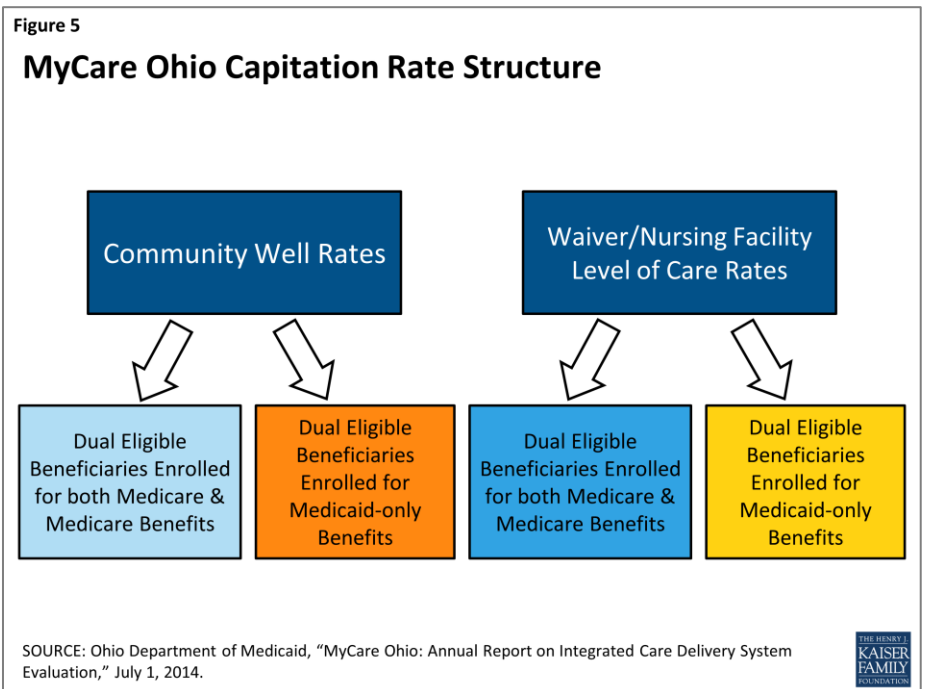 Figure 5
MyCare Ohio Capitation Rate Structure
Community Well Rates
Waiver/Nursing Facility
Level of Care Rates
Dual Eligible
Beneficiaries Enrolled
for both Medicare &
Medicare Benefits
Dual Eligible
Beneficiaries
Enrolled for
Medicaid-only
Benefits
Dual Eligible
Beneficiaries Enrolled
for both Medicare &
Medicare Benefits
Dual Eligible
Beneficiaries
Enrolled for
Medicaid-only
Benefits
SOURCE: Ohio Department of Medicaid, “MyCare Ohio: Annual Report on Integrated Care Delivery System
Evaluation,” July 1, 2014.
THE HENRY J.
KAISER
FAMILY
FOUNDATION